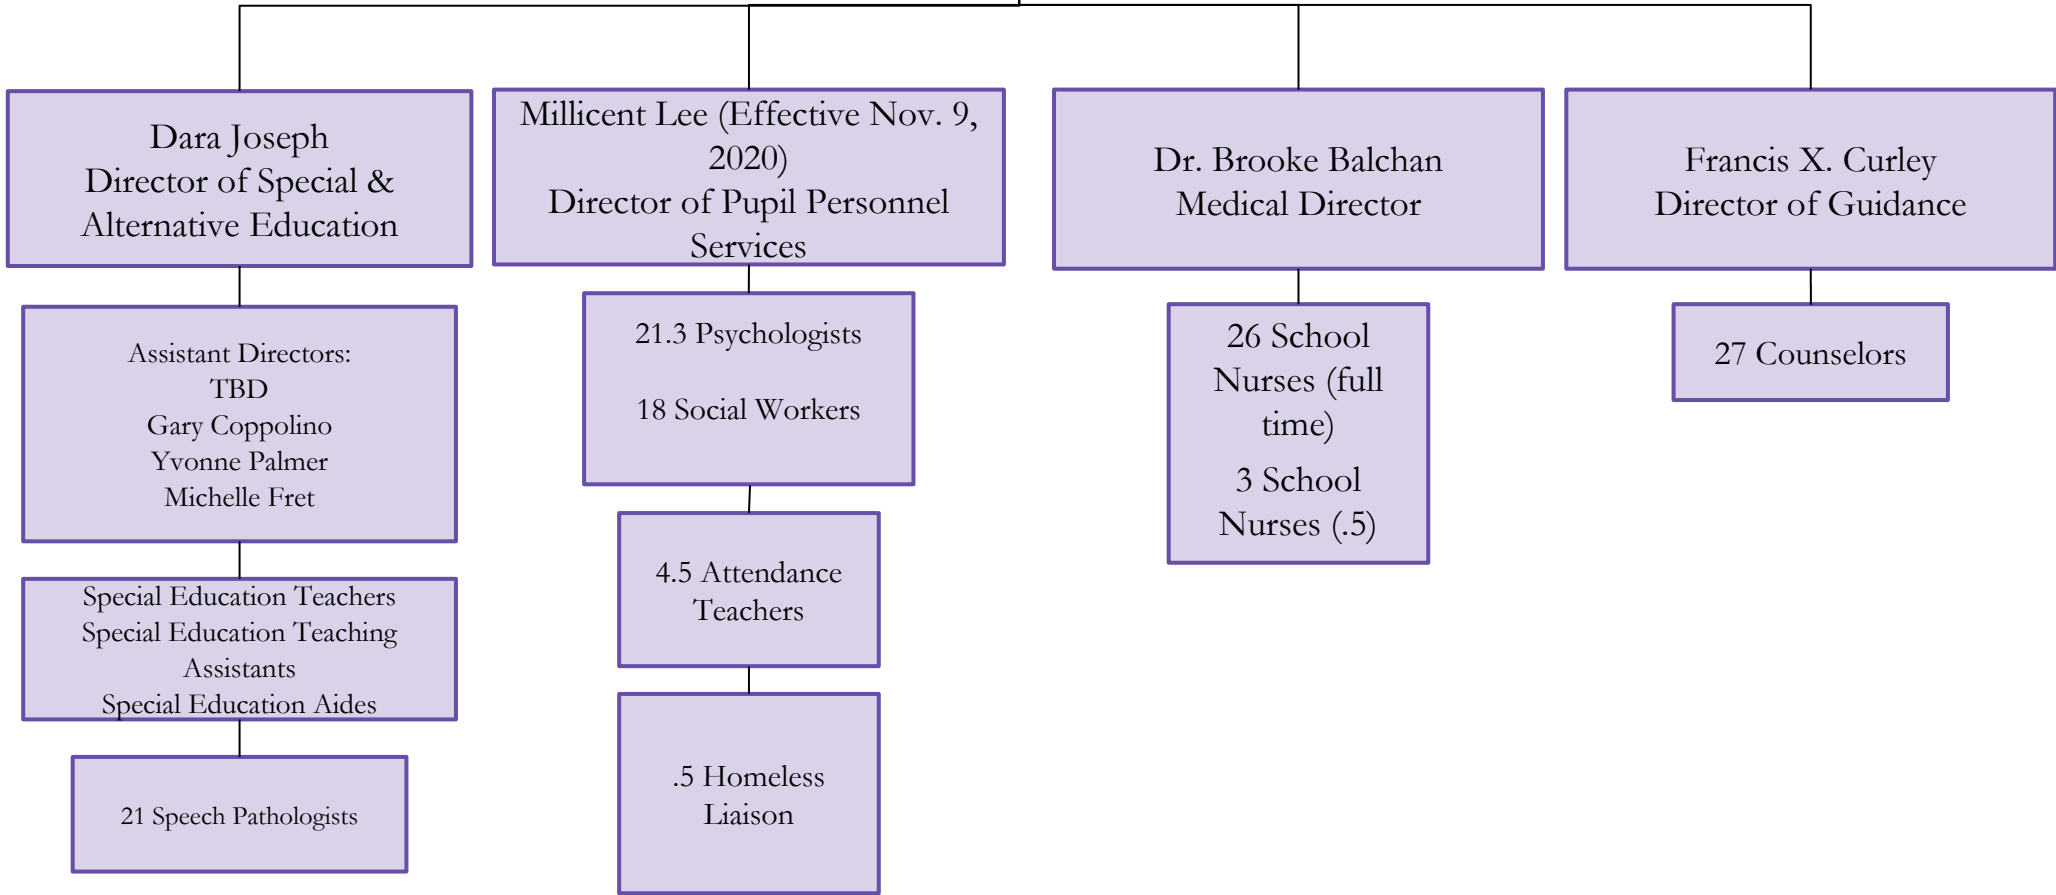 Dara Joseph
Director of Special &
Alternative Education
Millicent Lee (Effective Nov. 9,
2020)
Director of Pupil Personnel
Services
Dr. Brooke Balchan
Medical Director
Francis X. Curley
Director of Guidance
Assistant Directors:
TBD
Gary Coppolino
Yvonne Palmer
Michelle Fret
Special Education Teachers
Special Education Teaching
Assistants
Special Education Aides
21 Speech Pathologists
21.3 Psychologists
18 Social Workers
4.5 Attendance
Teachers
.5 Homeless
Liaison
26 School
Nurses (full
time)
3 School
Nurses (.5)
27 Counselors